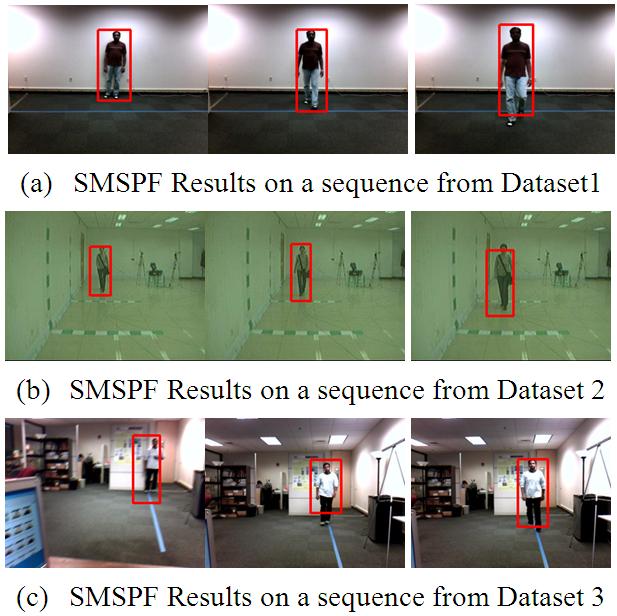 (a) SMSPF Results on a sequence from Dataset1
(b) SMSPF Results on a sequence from Dataset 2
(c) SMSPF Results on a sequence from Dataset 3